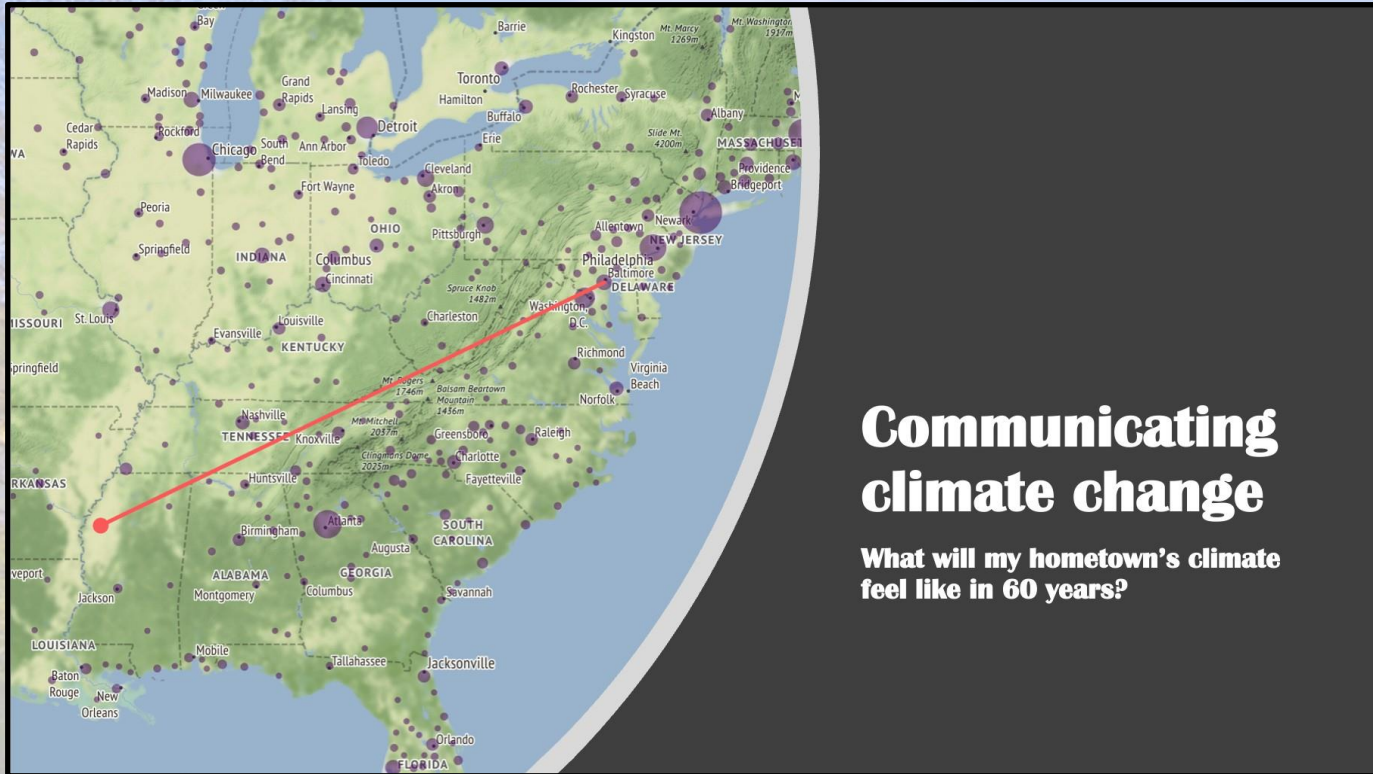 Bay
Barrie
Kingston
Mt. Marcy
1269m
Mt. Washington
1917m
Toronto
Hamilton
Madison
Milwaukee
Grand
Rapids
Lansing
Detroit
Buffalo
Rochester
Syracuse
Albany
Cedar
Rapids
Rockford
Chicago
South
Bend
Ann Arbor
Toledo
Erie
Slide Mt.
4200m
MASSACHUSET
WA
Cleveland
Akron
Providence
Bridgeport
Fort Wayne
Peoria
OHIO
Pittsburgh
Allentown
Newark
NEW JERSEY
Springfield
INDIANA
Columbus
Cincinnati
Philadelphia
Baltimore
DELAWARE
Spruce Knob
1482m
Washington,
D.C.
ISSOURI
St. Louis
Evansville
Louisville
Charleston
KENTUCKY
Richmond
pringfield
Virginia
Beach
Norfolk
Mt. Rogers
1746m
Balsam Beartown
Mountain
1436m
Nashville
TENNESSEE
Knoxville
Mt. Mitchell
2037m
Greensboro
Raleigh
Clingmans Dome
2025m
Charlotte
Fayetteville
RKANSAS
Huntsville
Birmingham
Atlanta
SOUTH
CAROLINA
Augusta
veport
Jackson
ALABAMA
Montgomery
GEORGIA
Columbus
Savannah
LOUISIANA
Mobile
Tallahassee
Jacksonville
Baton
Rouge
New
Orleans
Orlando
FLORIDA
Communicating
climate change
What will my hometown’s climate
feel like in 60 years?